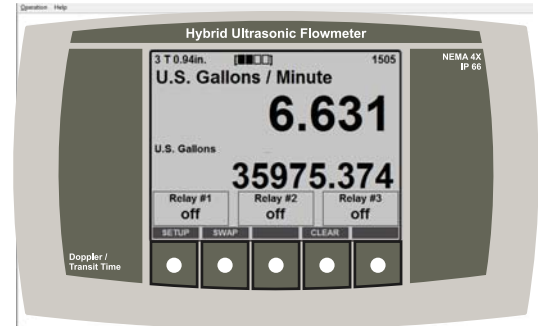 Operation Help
Hybrid Ultrasonic Flowmeter
NEMA 4X
IP 66
3 T 0.94in. 1505
U.S. Gallons / Minute
6.631
U.S. Gallons
35975.374
Relay #1 Relay #2 Relay #3
off off off
SETUP SWAP CLEAR
Doppler /
Transit Time